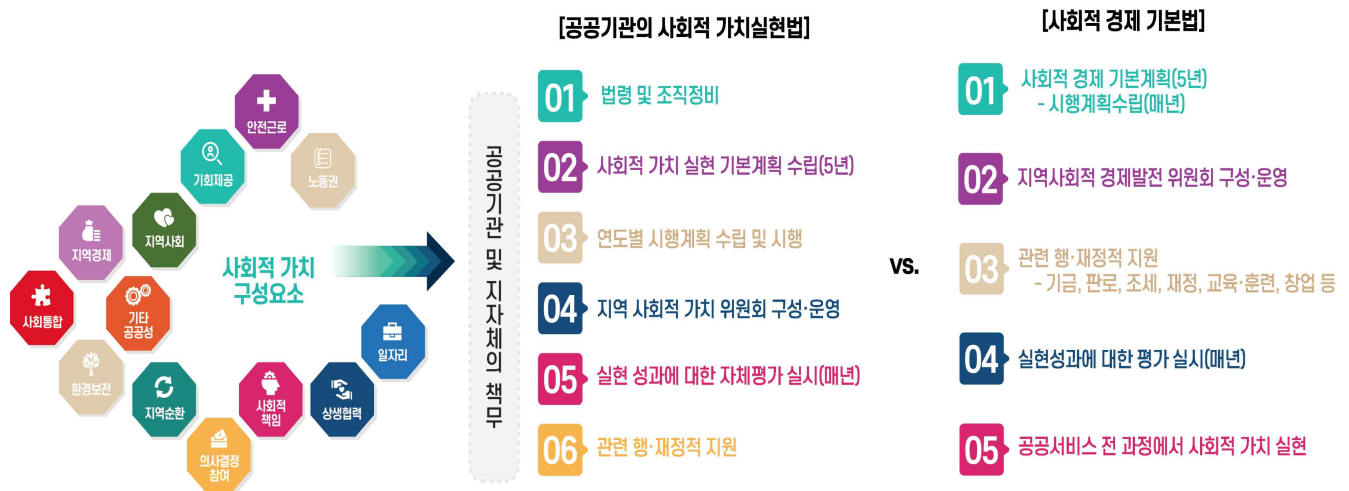 [공공기관의 사회적 가치실현법]
[사회적 경제 기본법]
안전근로
기회제공
노동권
지역사회
지역경제
사회통합
기타
공공성
환경보전
지역순환
의사결정
참여
사회적
책임
상생협력
일자리
사회적 가치
구성요소
공공기관 및 지자체의 책무
01 법령 및 조직정비
02 사회적 가치 실현 기본계획 수립(5년)
03 연도별 시행계획 수립 및 시행
04 지역 사회적 가치 위원회 구성·운영
05 실현 성과에 대한 자체평가 실시(매년)
06 관련 행·재정적 지원
vs.
01 사회적 경제 기본계획(5년)
- 시행계획수립(매년)
02 지역사회적 경제발전 위원회 구성·운영
03 관련 행·재정적 지원
- 기금, 판로, 조세, 재정, 교육·훈련, 창업 등
04 실현성과에 대한 평가 실시(매년)
05 공공서비스 전 과정에서 사회적 가치 실현